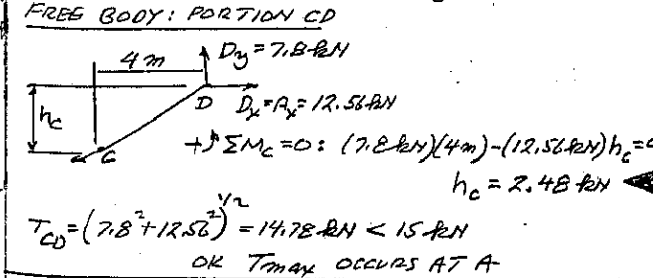 FREE BODY: PORTION CD
4 m
Dy = 7.8 kN
hc
D
Dx = Ax = 12.56 kN
C
+ΣMc = 0: (7.8 kN)(4m) - (12.56 kN) hc = 0
hc = 2.48 kN
TCD = (7.8² + 12.56²)^1/2 = 14.78 kN < 15 kN
OK Tmax OCCURS AT A